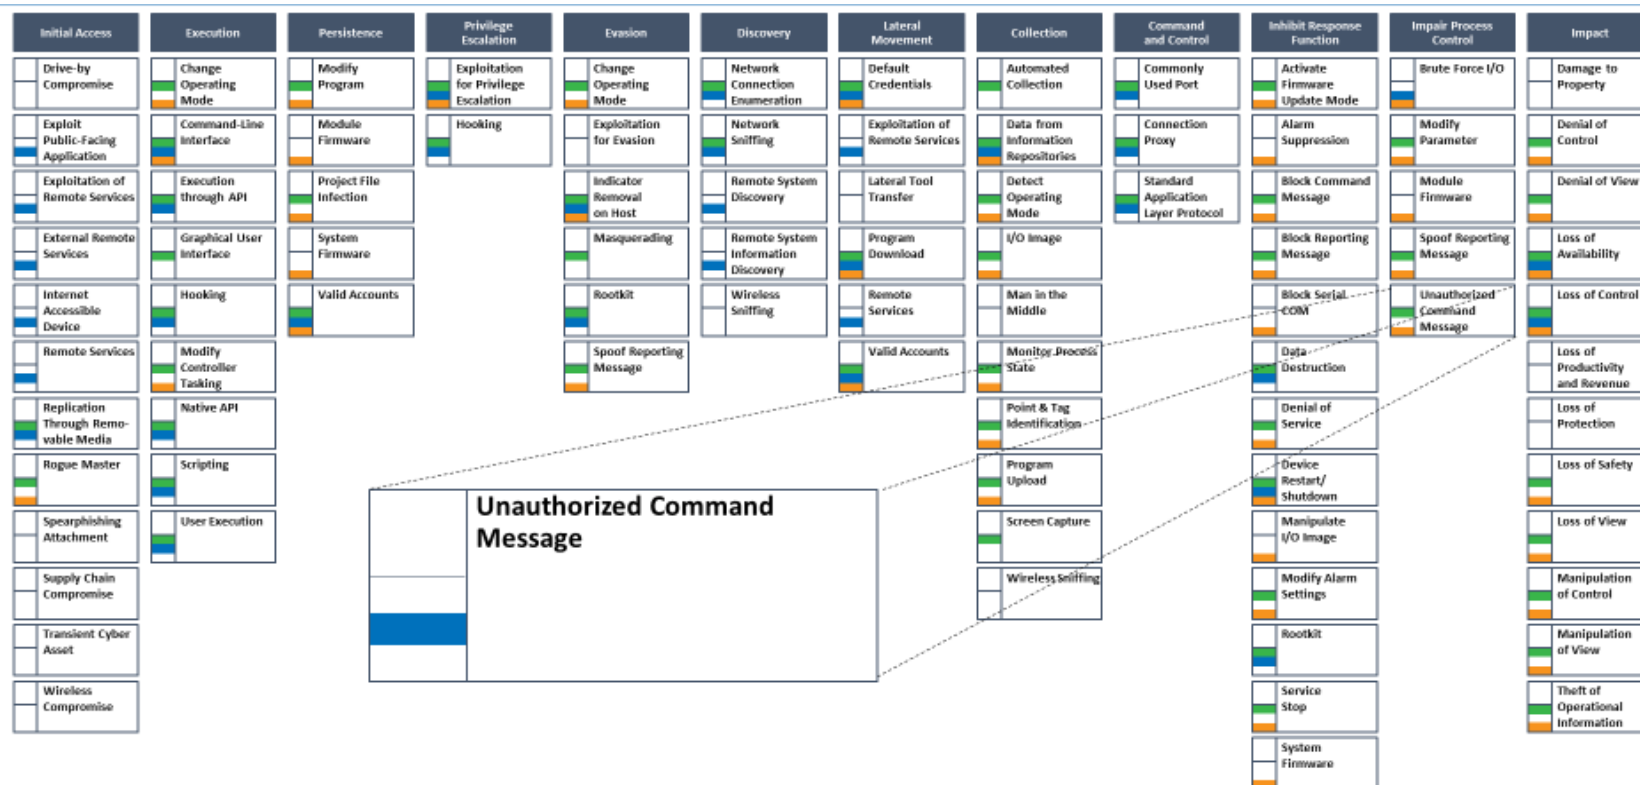 Initial Access
Drive-by
Compromise
Exploit
Public-Facing
Application
Exploitation of
Remote Services
External Remote
Services
Internet
Accessible
Device
Remote Services
Replication
Through Remo-
vable Media
Rogue Master
Spearphishing
Attachment
Supply Chain
Compromise
Transient Cyber
Asset
Wireless
Compromise
Execution
Change
Operating
Mode
Command-Line
Interface
Execution
through API
Graphical User
Interface
Hooking
Modify
Controller
Tasking
Native API
Scripting
User Execution
Persistence
Modify
Program
Module
Firmware
Project File
Infection
System
Firmware
Valid Accounts
Privilege
Escalation
Exploitation
for Privilege
Escalation
Hooking
Evasion
Change
Operating
Mode
Exploitation
for Evasion
Indicator
Removal
on Host
Masquerading
Rootkit
Spoof Reporting
Message
Discovery
Network
Connection
Enumeration
Network
Sniffing
Remote System
Discovery
Remote System
Information
Discovery
Wireless
Sniffing
Lateral
Movement
Default
Credentials
Exploitation of
Remote Services
Lateral Tool
Transfer
Program
Download
Remote
Services
Valid Accounts
Collection
Automated
Collection
Data from
Information
Repositories
Detect
Operating
Mode
I/O Image
Man in the
Middle
Monitor Process
State
Point & Tag
Identification
Program
Upload
Screen Capture
Wireless Sniffing
Command
and Control
Commonly
Used Port
Connection
Proxy
Standard
Application
Layer Protocol
Inhibit Response
Function
Activate
Firmware
Update Mode
Alarm
Suppression
Block Command
Message
Block Reporting
Message
Block Serial
COM
Data
Destruction
Denial of
Service
Device
Restart/
Shutdown
Manipulate
I/O Image
Modify Alarm
Settings
Rootkit
Service
Stop
System
Firmware
Impair Process
Control
Brute Force I/O
Modify
Parameter
Module
Firmware
Spoof Reporting
Message
Unauthorized
Command
Message
Impact
Damage to
Property
Denial of
Control
Denial of View
Loss of
Availability
Loss of Control
Loss of
Productivity
and Revenue
Loss of
Protection
Loss of Safety
Loss of View
Manipulation
of Control
Manipulation
of View
Theft of
Operational
Information
Unauthorized Command
Message